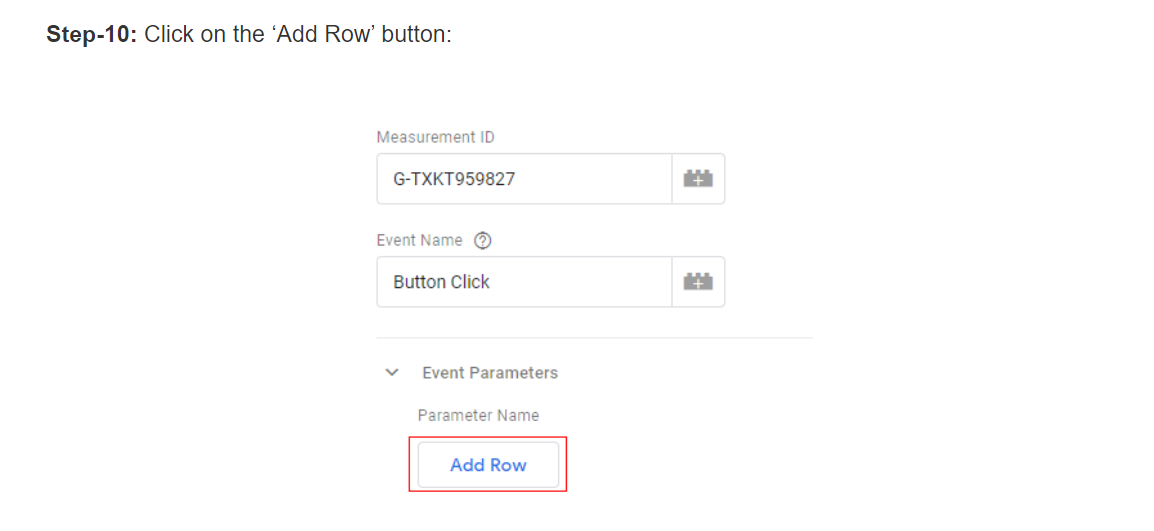 Step-10: Click on the ‘Add Row’ button:
Measurement ID
G-TXKT959827
Event Name
Button Click
Event Parameters
Parameter Name
Add Row